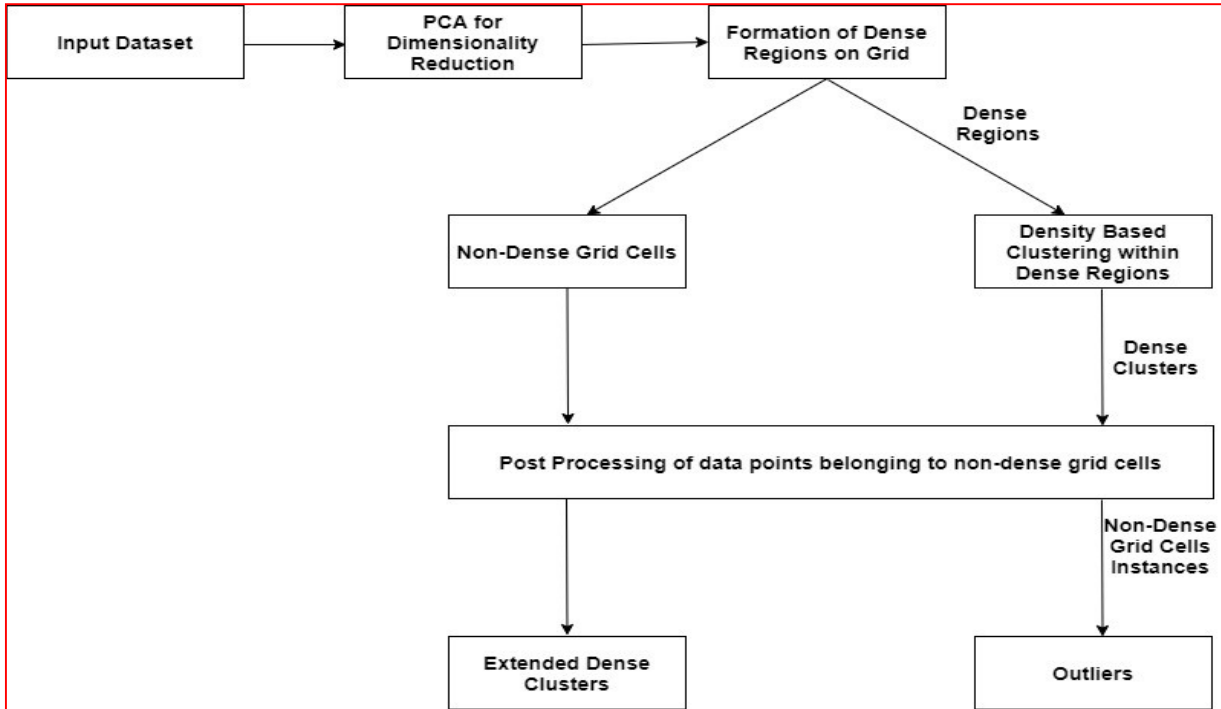 Input Dataset
PCA for
Dimensionality
Reduction
Formation of Dense
Regions on Grid
Dense
Regions
Non-Dense Grid Cells
Density Based
Clustering within
Dense Regions
Dense
Clusters
Post Processing of data points belonging to non-dense grid cells
Non-Dense
Grid Cells
Instances
Extended Dense
Clusters
Outliers